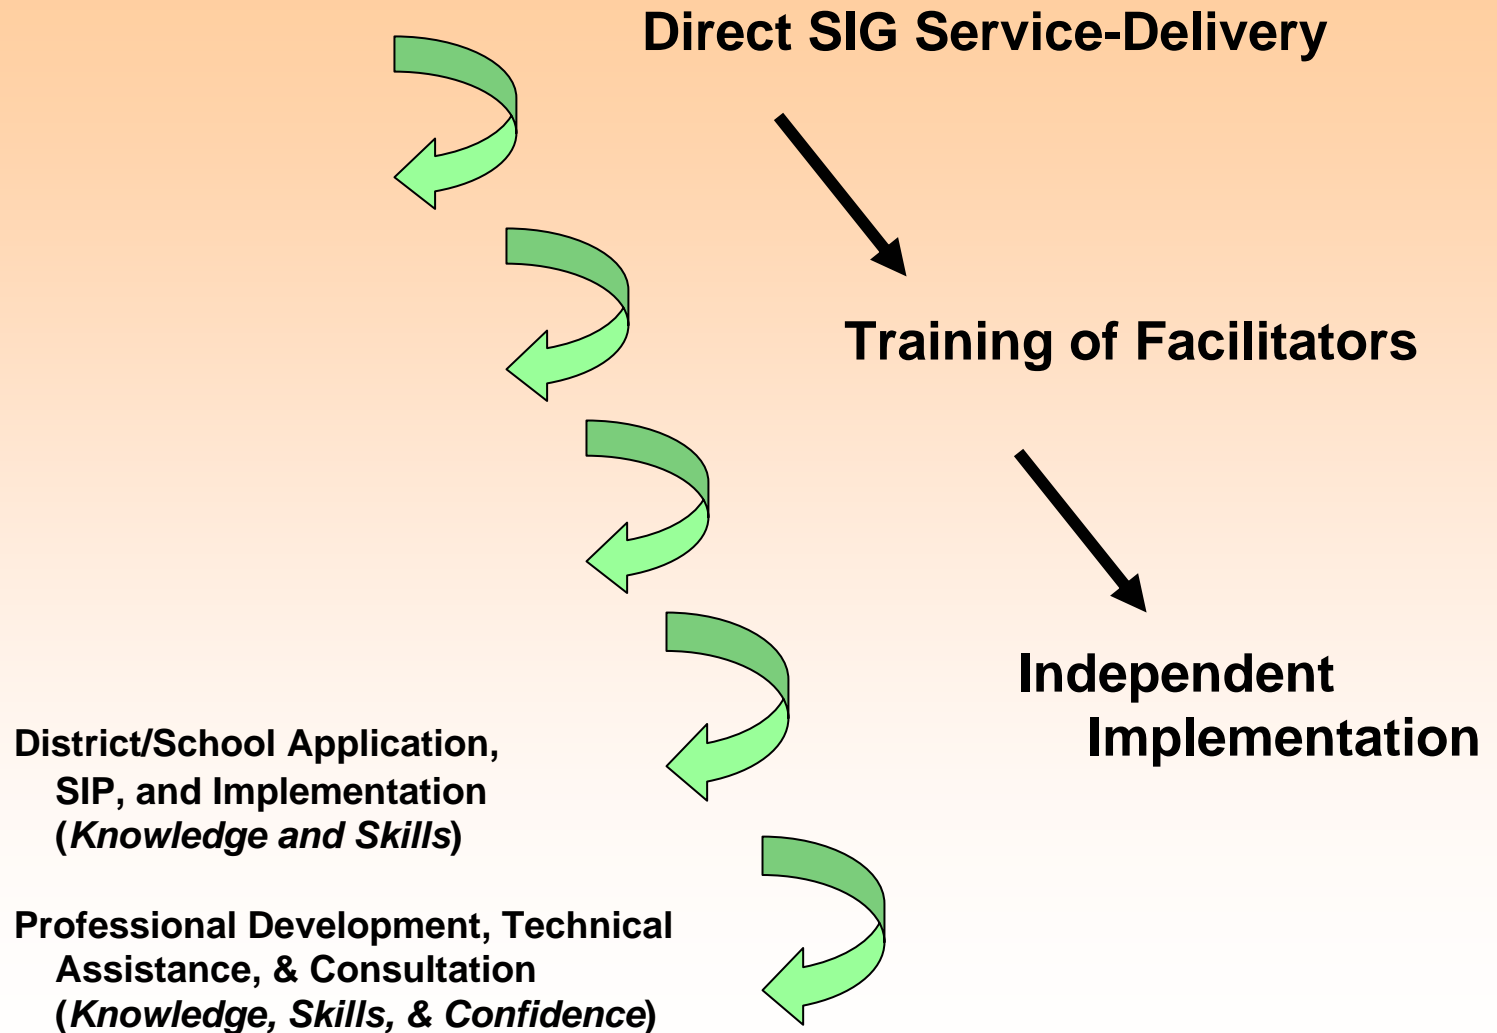 Direct SIG Service-Delivery
Training of Facilitators
Independent
Implementation
District/School Application,
SIP, and Implementation
(Knowledge and Skills)
Professional Development, Technical
Assistance, & Consultation
(Knowledge, Skills, & Confidence)